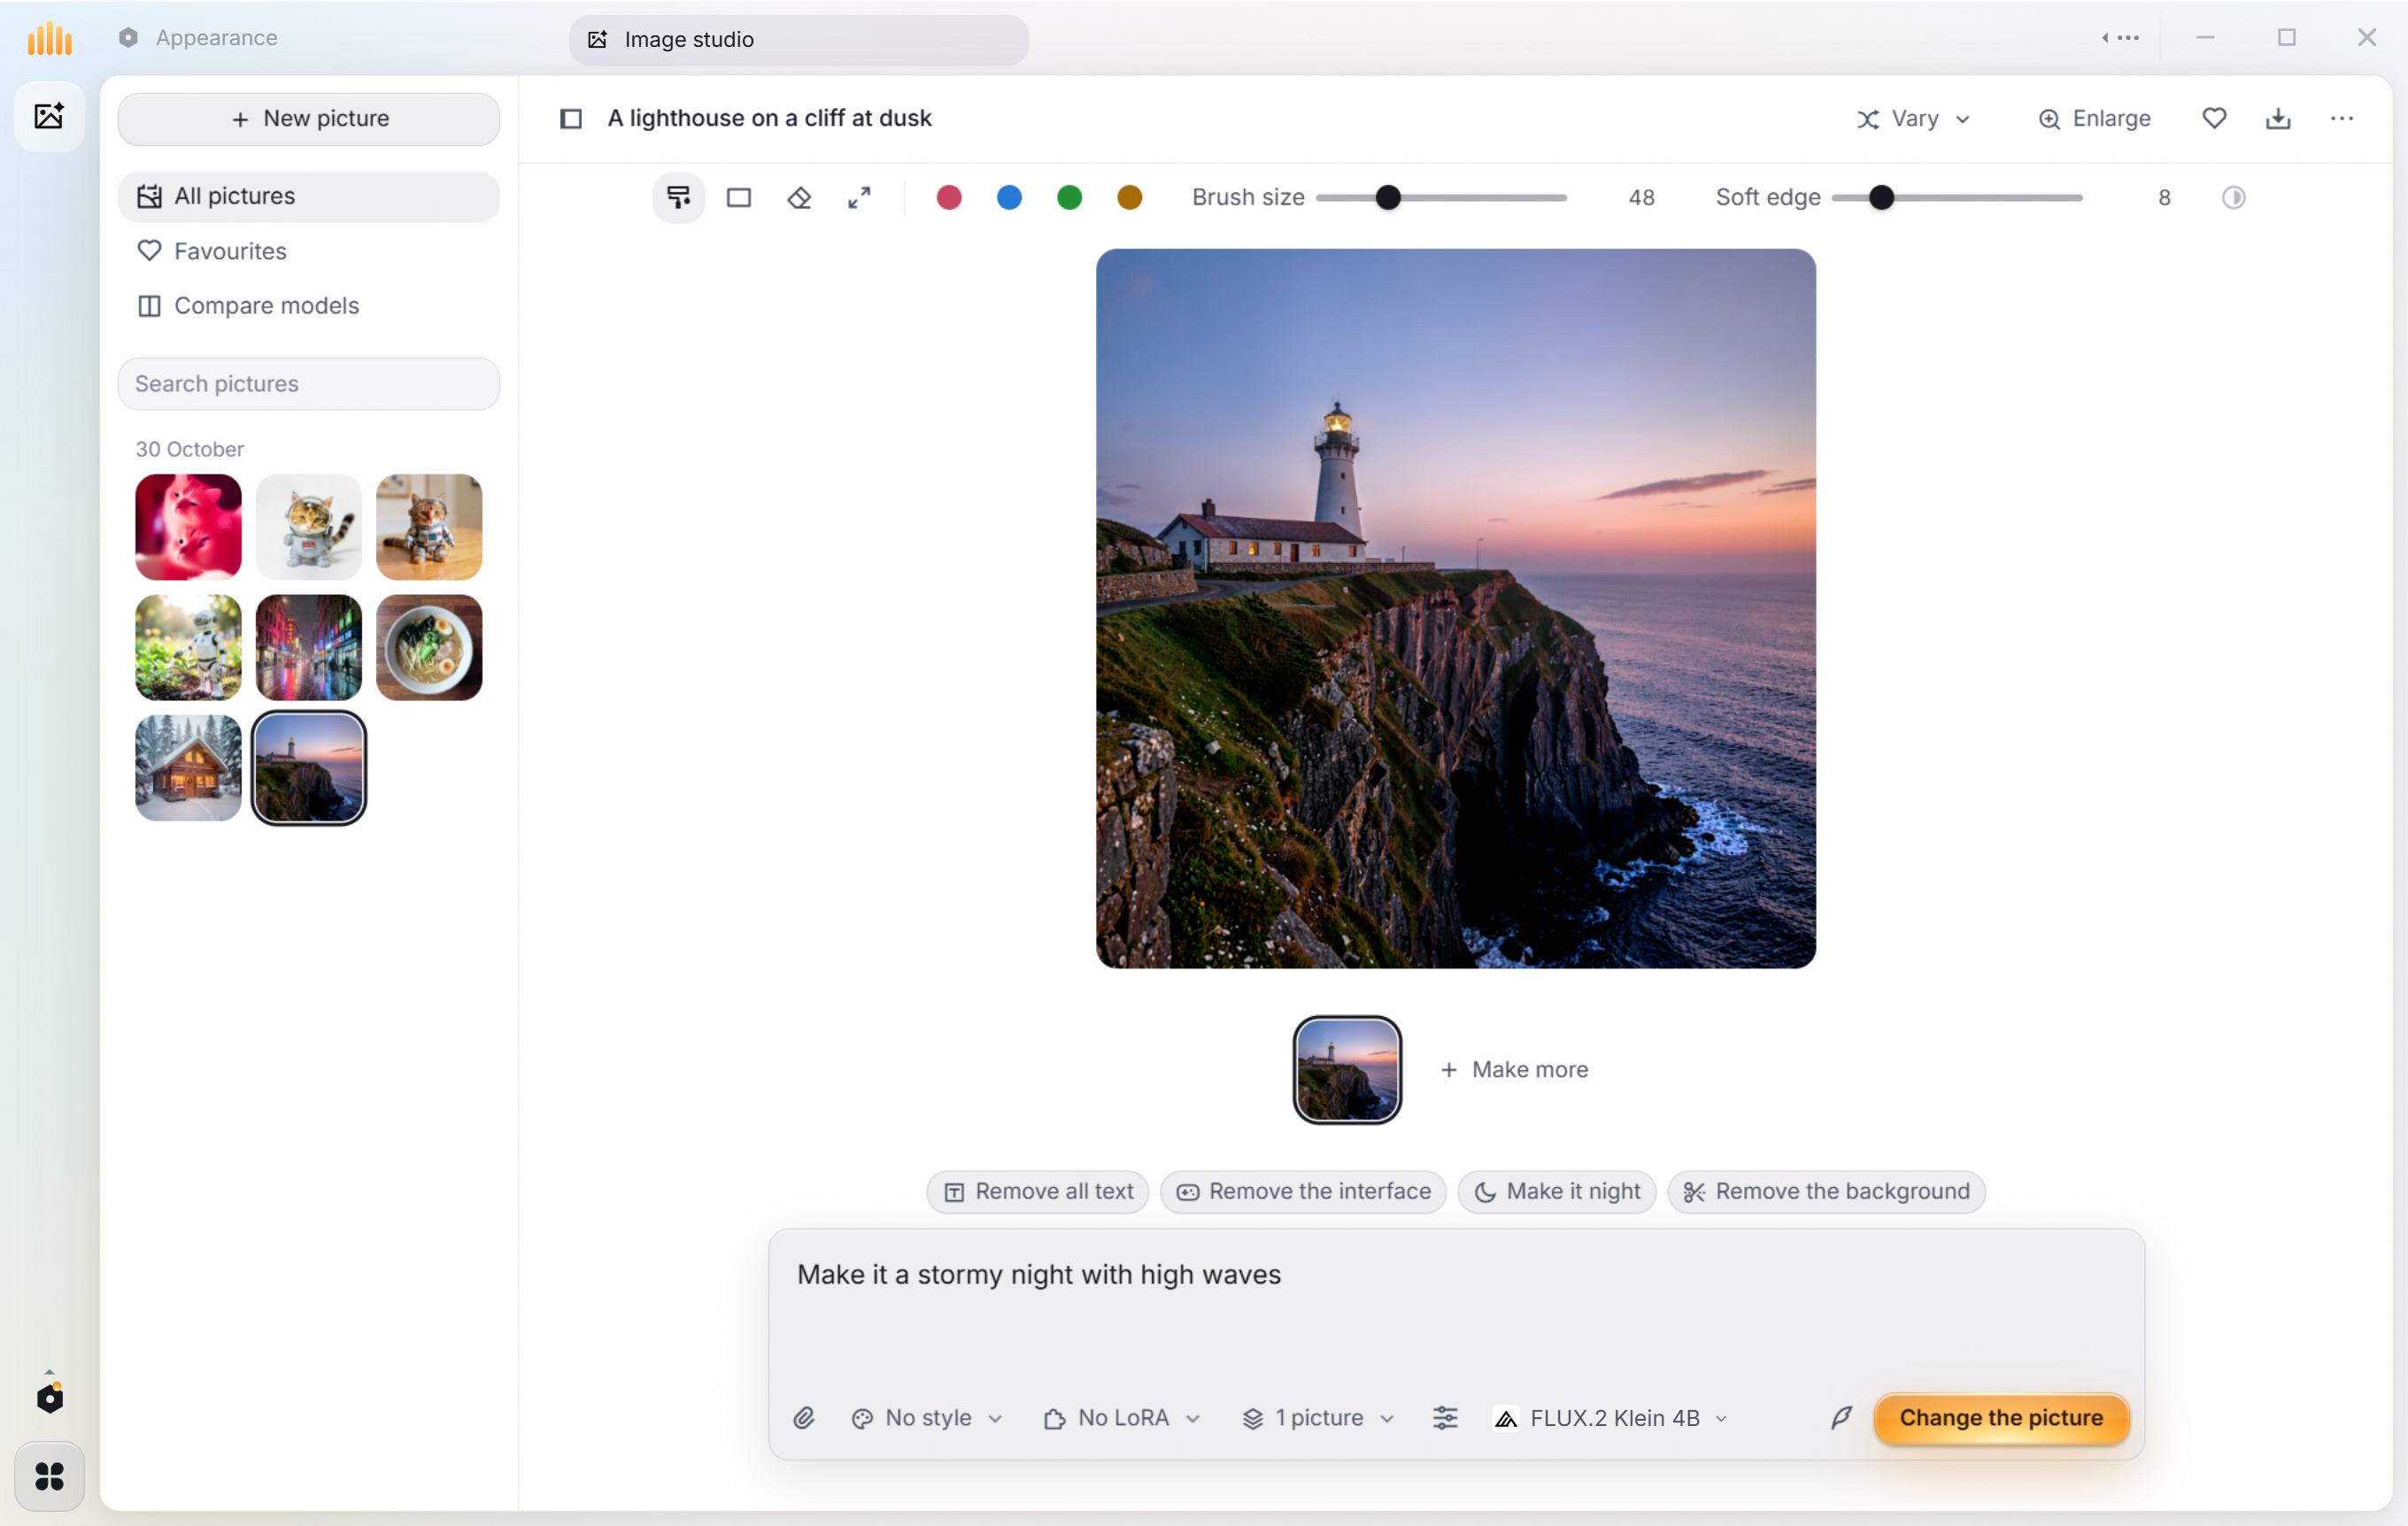 Appearance
Image studio
New picture
All pictures
Favourites
Compare models
Search pictures
30 October
A lighthouse on a cliff at dusk
Vary
Enlarge
Brush size
48
Soft edge
8
Make more
Remove all text
Remove the interface
Make it night
Remove the background
Make it a stormy night with high waves
No style
No LoRA
1 picture
FLUX.2 Klein 4B
Change the picture